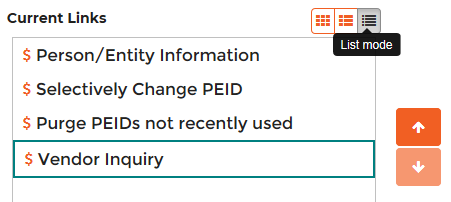 Current Links
List mode
$ Person/Entity Information
$ Selectively Change PEID
$ Purge PEIDs not recently used
$ Vendor Inquiry